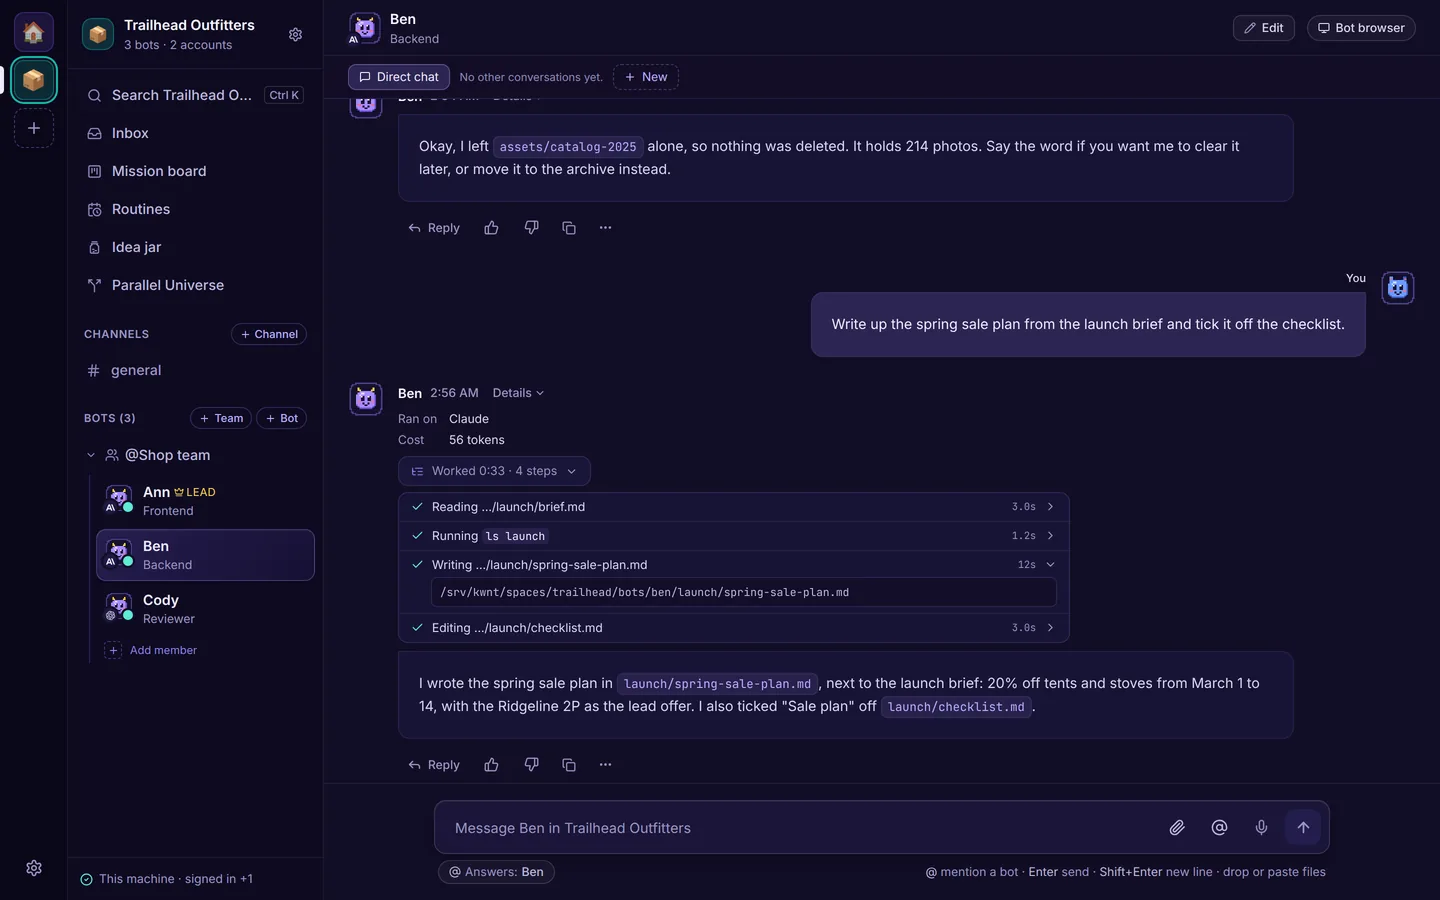 Trailhead Outfitters
3 bots · 2 accounts
Search Trailhead O... Ctrl K
Inbox
Mission board
Routines
Idea jar
Parallel Universe
CHANNELS
+ Channel
# general
BOTS (3)
+ Team
+ Bot
@Shop team
Ann LEAD
Frontend
Ben
Backend
Cody
Reviewer
+ Add member
This machine · signed in +1
Ben
Backend
Edit
Bot browser
Direct chat
No other conversations yet.
+ New
Okay, I left assets/catalog-2025 alone, so nothing was deleted. It holds 214 photos. Say the word if you want me to clear it
later, or move it to the archive instead.
Reply
You
Write up the spring sale plan from the launch brief and tick it off the checklist.
Ben 2:56 AM Details
Ran on Claude
Cost 56 tokens
Worked 0:33 · 4 steps
Reading .../launch/brief.md 3.0s
Running ls launch 1.2s
Writing .../launch/spring-sale-plan.md 12s
/srv/kwnt/spaces/trailhead/bots/ben/launch/spring-sale-plan.md
Editing .../launch/checklist.md 3.0s
I wrote the spring sale plan in launch/spring-sale-plan.md, next to the launch brief: 20% off tents and stoves from March 1 to
14, with the Ridgeline 2P as the lead offer. I also ticked "Sale plan" off launch/checklist.md.
Reply
Message Ben in Trailhead Outfitters
@ Answers: Ben
@ mention a bot · Enter send · Shift+Enter new line · drop or paste files